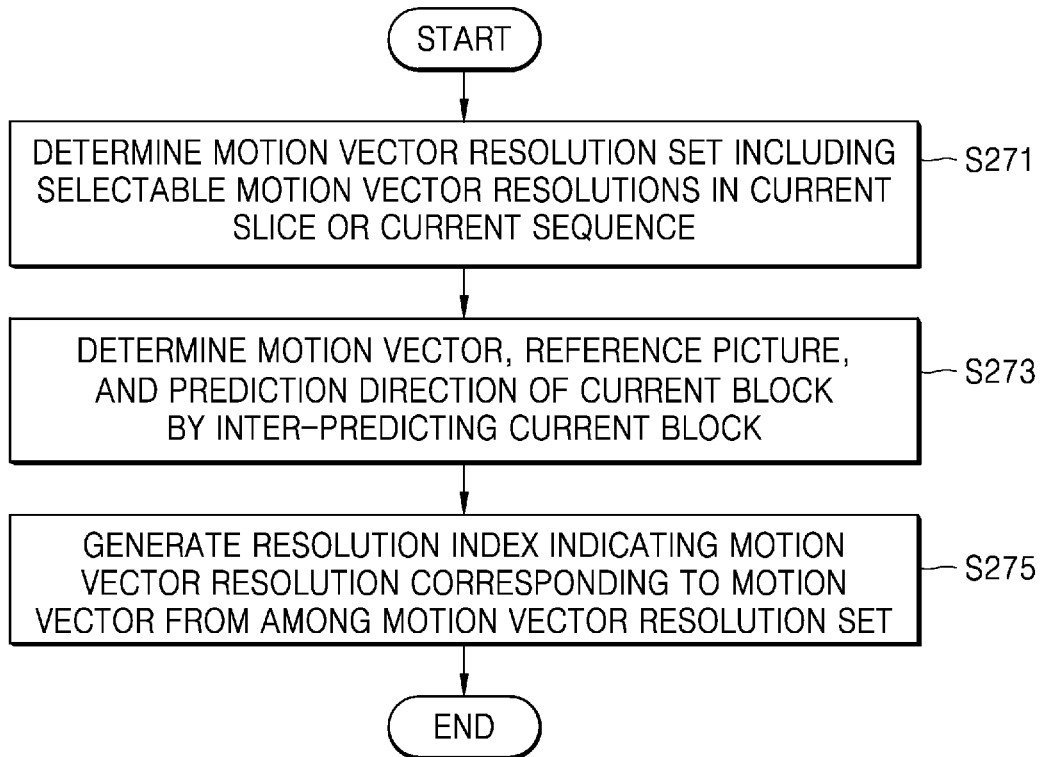 START
DETERMINE MOTION VECTOR RESOLUTION SET INCLUDING
SELECTABLE MOTION VECTOR RESOLUTIONS IN CURRENT
SLICE OR CURRENT SEQUENCE
S271
DETERMINE MOTION VECTOR, REFERENCE PICTURE,
AND PREDICTION DIRECTION OF CURRENT BLOCK
BY INTER-PREDICTING CURRENT BLOCK
S273
GENERATE RESOLUTION INDEX INDICATING MOTION
VECTOR RESOLUTION CORRESPONDING TO MOTION
VECTOR FROM AMONG MOTION VECTOR RESOLUTION SET
S275
END